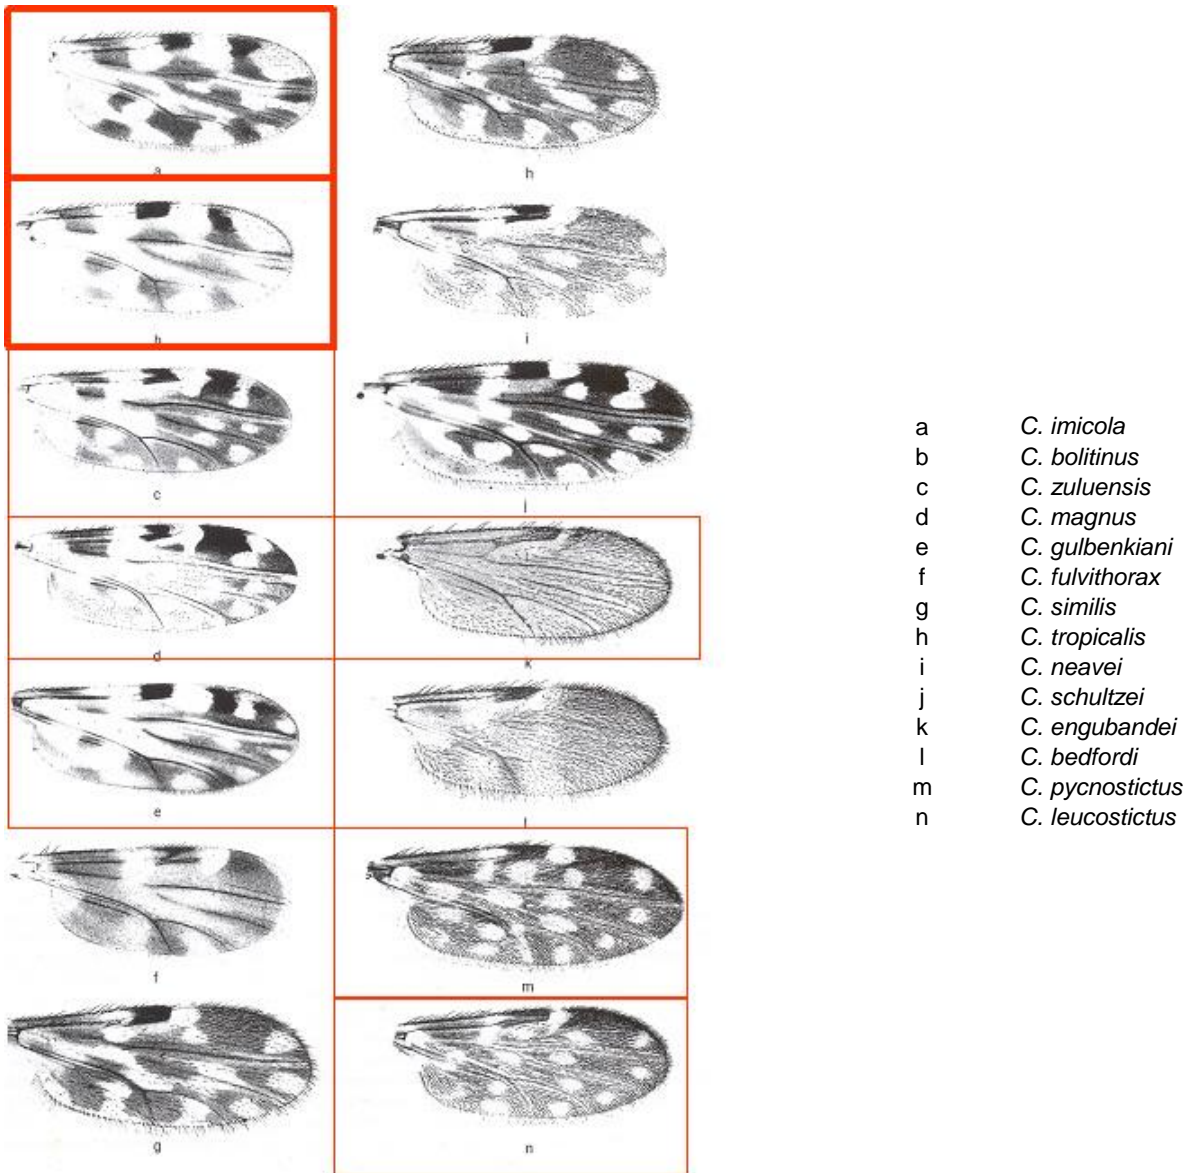 a
h
h
i
c
j
d
k
e
l
f
m
g
n
a C. imicola
b C. bolitinus
c C. zuluensis
d C. magnus
e C. gulbenkiani
f C. fulvithorax
g C. similis
h C. tropicalis
i C. neavei
j C. schultzei
k C. engubandei
l C. bedfordi
m C. pycnostictus
n C. leucostictus